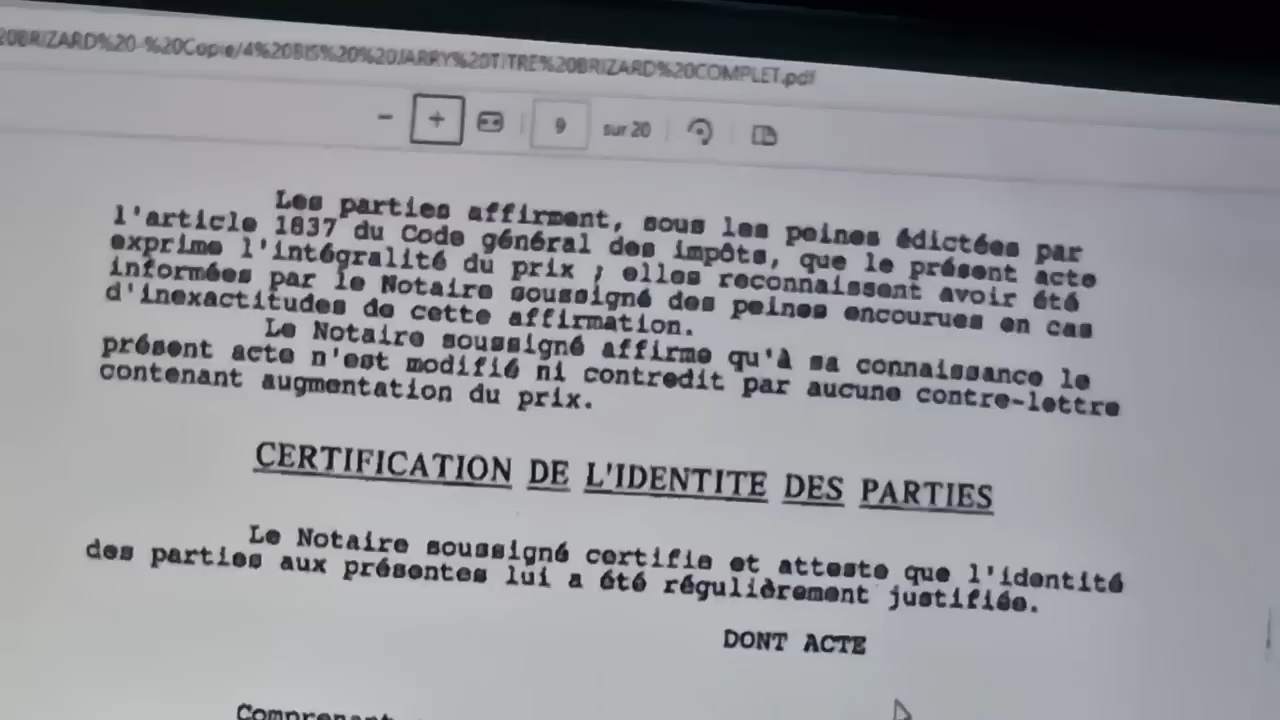 20BRIZARD%20-%20Copie/4%20BIS%20%20JARRY%20TITRE%20BRIZARD%20COMPLET.pdf
− + 9 sur 20
Les parties affirment, sous les peines édictées par
l'article 1837 du Code général des impôts, que le présent acte
exprime l'intégralité du prix ; elles reconnaissent avoir été
informées par le Notaire soussigné des peines encourues en cas
d'inexactitudes de cette affirmation.
Le Notaire soussigné affirme qu'à sa connaissance le
présent acte n'est modifié ni contredit par aucune contre-lettre
contenant augmentation du prix.
CERTIFICATION DE L'IDENTITE DES PARTIES
Le Notaire soussigné certifie et atteste que l'identité
des parties aux présentes lui a été régulièrement justifiée.
DONT ACTE